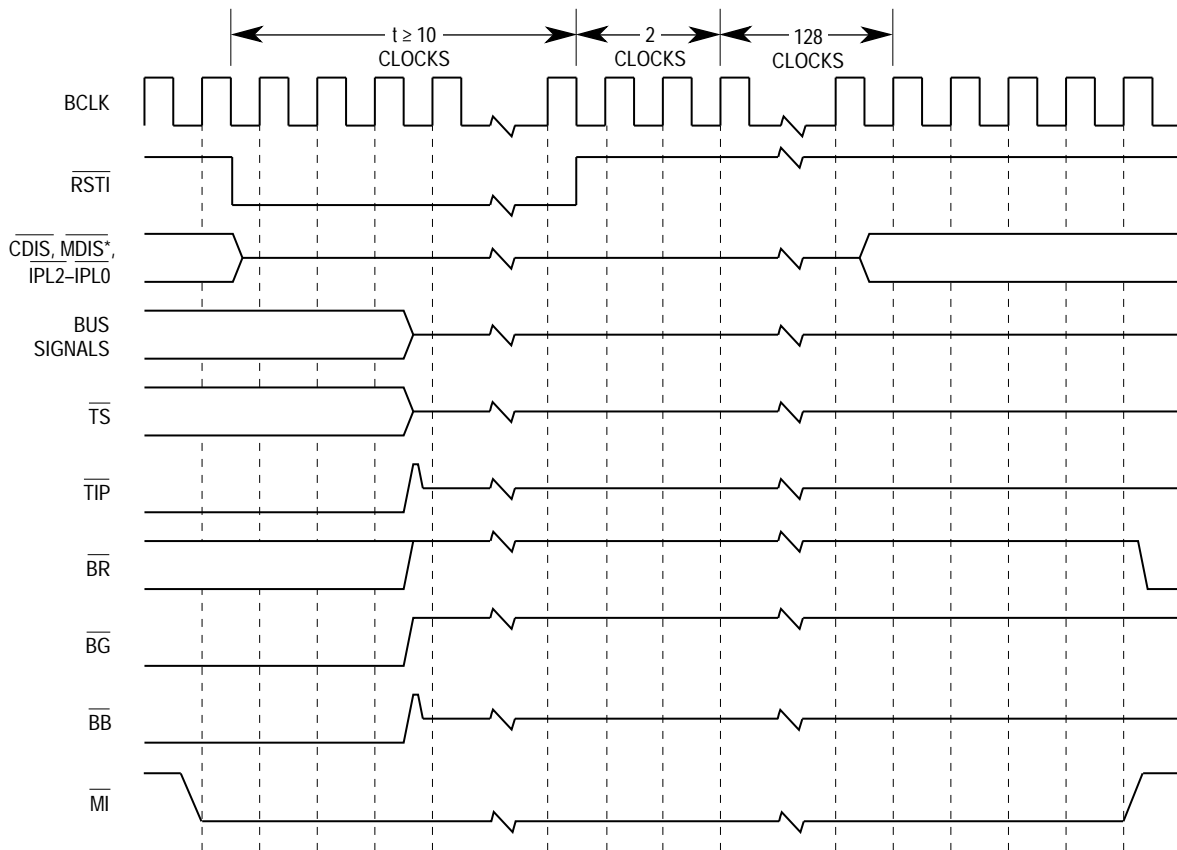 t ≥ 10
CLOCKS
2
CLOCKS
128
CLOCKS
BCLK
RSTI
CDIS, MDIS*,
IPL2–IPL0
BUS
SIGNALS
TS
TIP
BR
BG
BB
MI